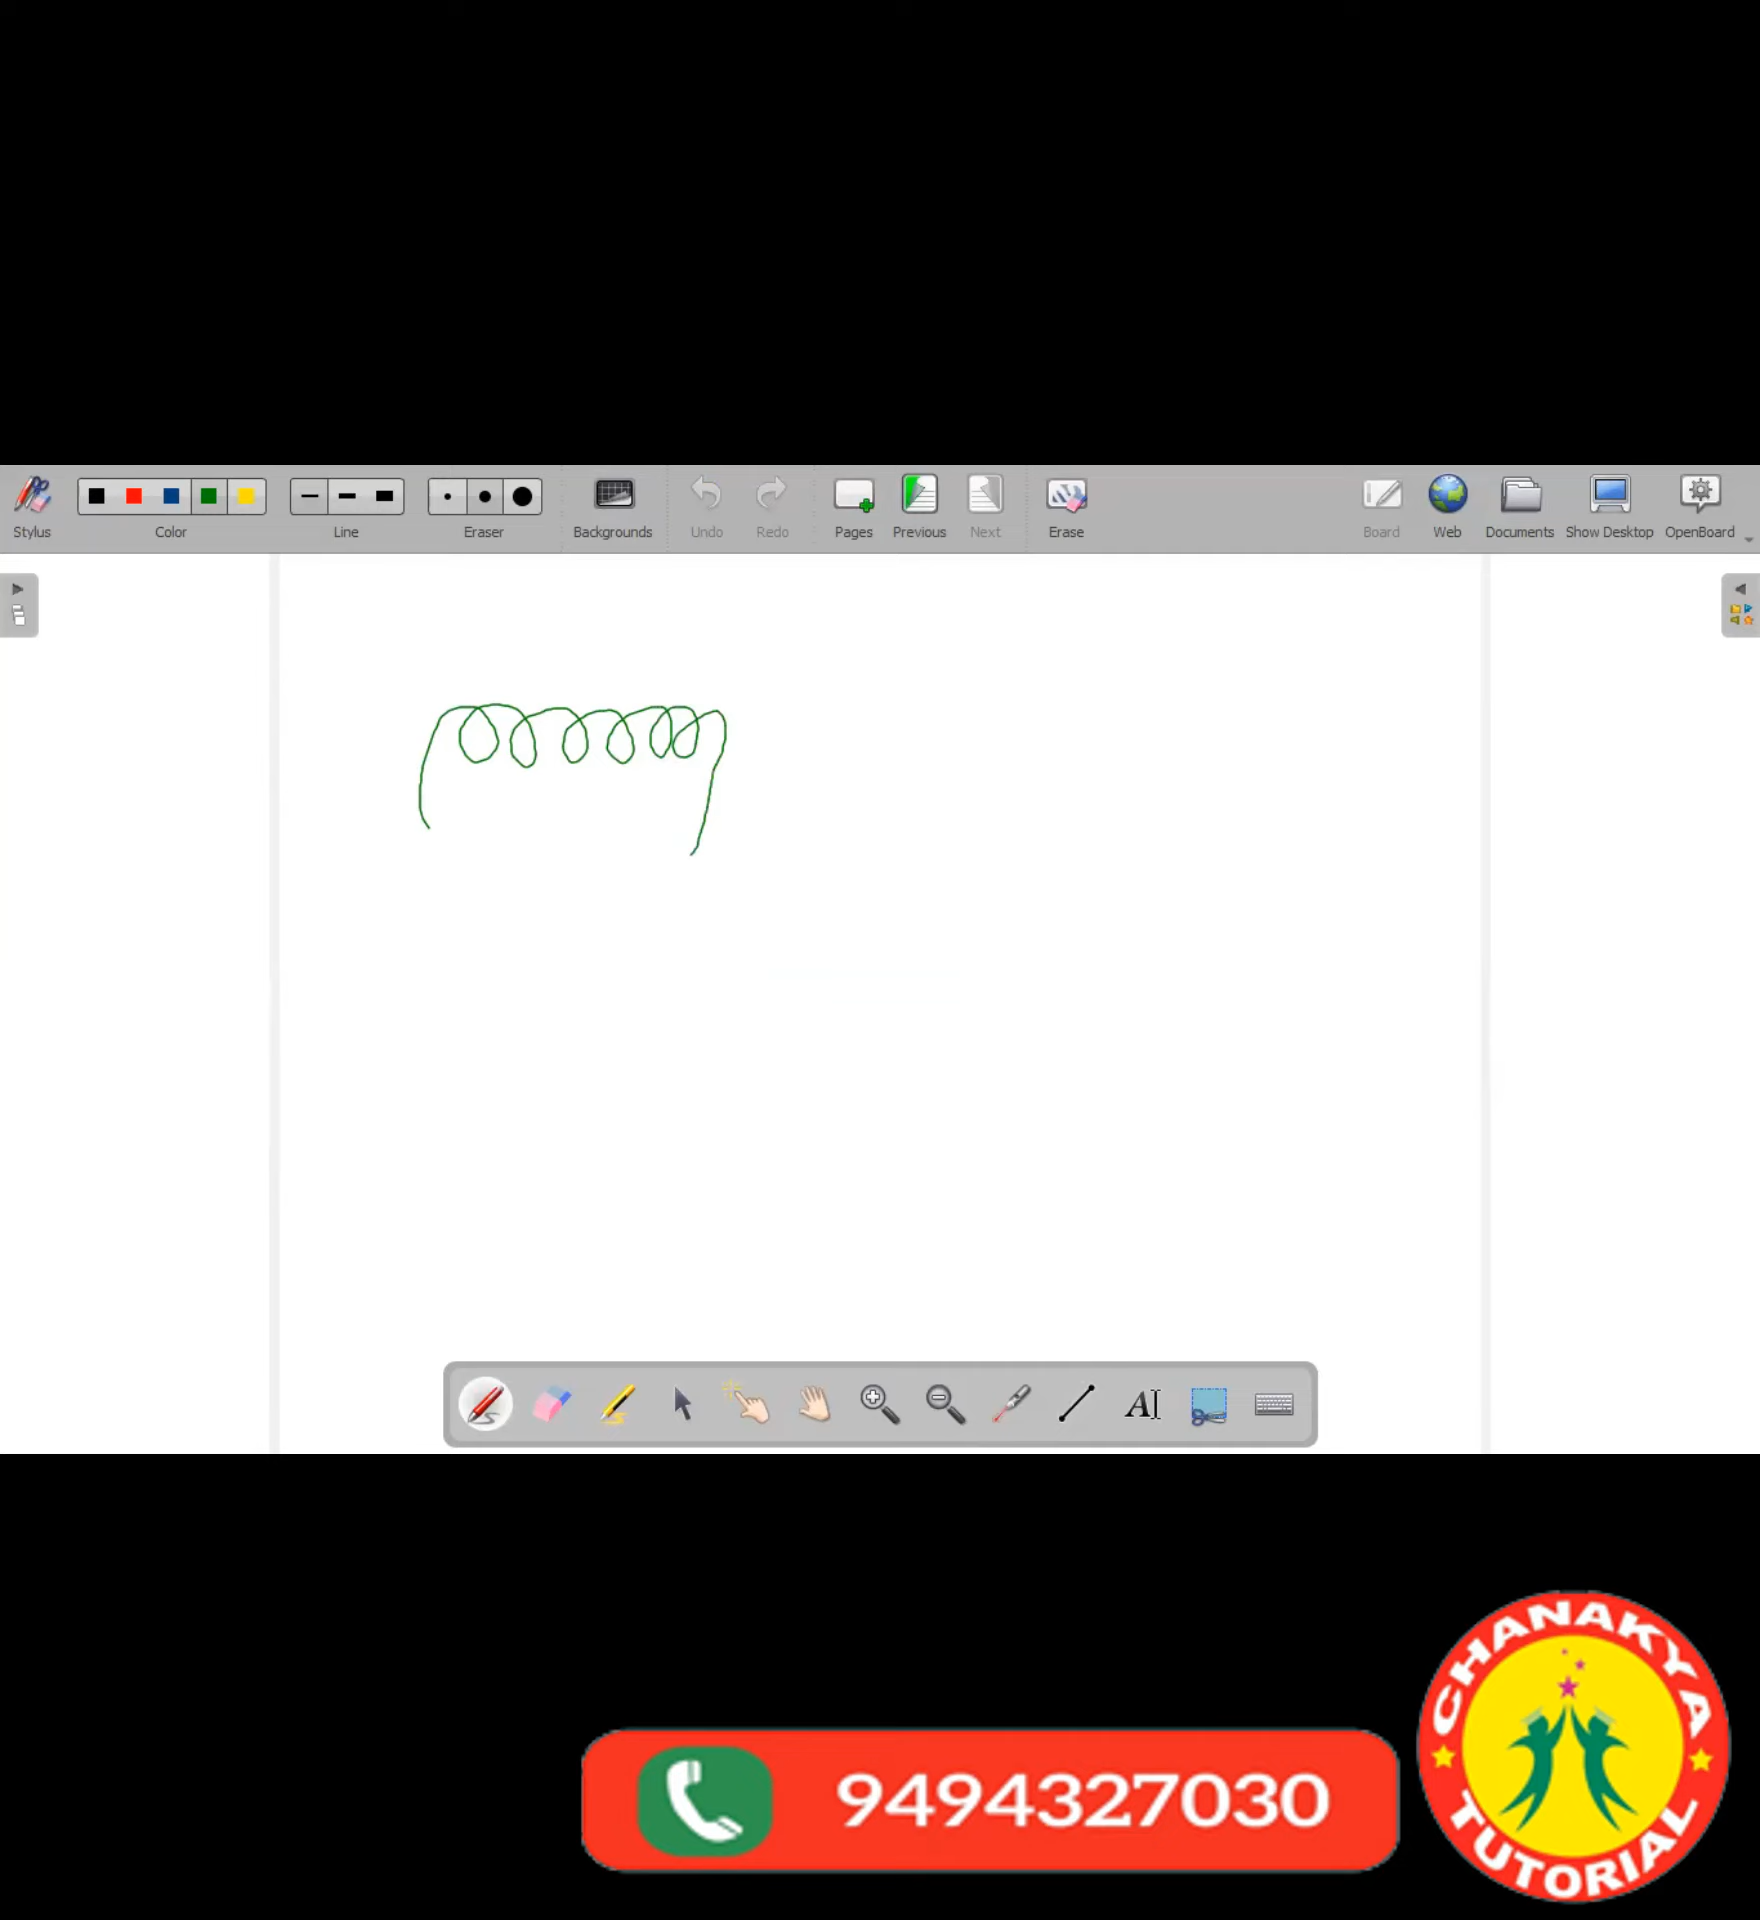 Stylus Color Line Eraser Backgrounds Undo Redo Pages Previous Next Erase Board Web Documents Show Desktop OpenBoard
AI
9494327030
CHANAKYA
TUTORIAL